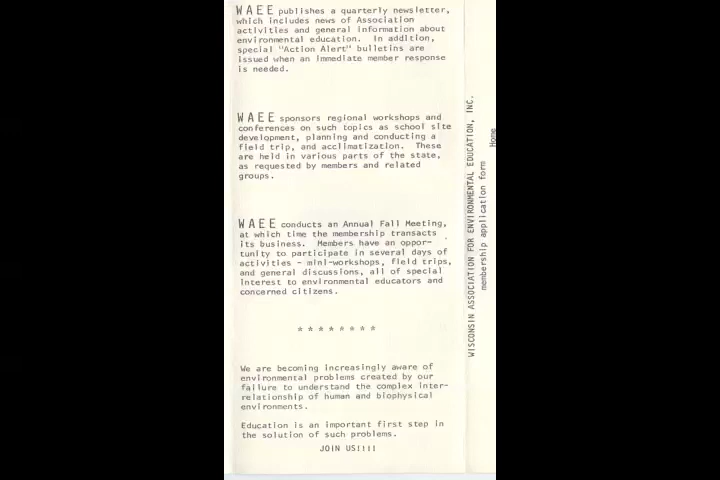 WAEE publishes a quarterly newsletter,
which includes news of Association
activities and general information about
environmental education. In addition,
special "Action Alert" bulletins are
issued when an immediate member response
is needed.
WAEE sponsors regional workshops and
conferences on such topics as school site
development, planning and conducting a
field trip, and acclimatization. These
are held in various parts of the state,
as requested by members and related
groups.
WAEE conducts an Annual Fall Meeting,
at which time the membership transacts
its business. Members have an oppor-
tunity to participate in several days of
activities - mini-workshops, field trips,
and general discussions, all of special
interest to environmental educators and
concerned citizens.
* * * * * * * *
We are becoming increasingly aware of
environmental problems created by our
failure to understand the complex inter-
relationship of human and biophysical
environments.
Education is an important first step in
the solution of such problems.
JOIN US!!!!
WISCONSIN ASSOCIATION FOR ENVIRONMENTAL EDUCATION, INC.
membership application form
Home